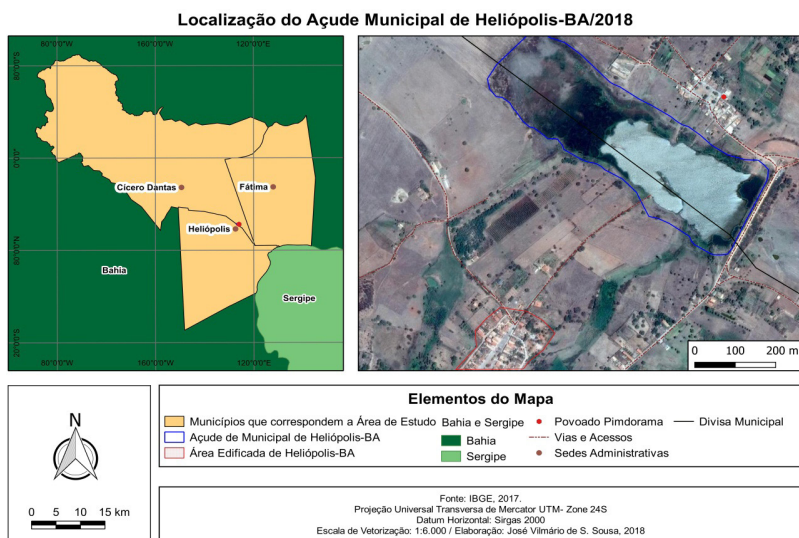 Localização do Açude Municipal de Heliópolis-BA/2018
80°0'0"W 160°0'0"W 120°0'0"E
Cícero Dantas
Fátima
Heliópolis
Bahia
Sergipe
80°0'0"W 160°0'0"W 120°0'0"E
0 100 200 m
N
0 5 10 15 km
Elementos do Mapa
Municípios que correspondem a Área de Estudo
Açude de Municipal de Heliópolis-BA
Área Edificada de Heliópolis-BA
Bahia e Sergipe
Bahia
Sergipe
Povoado Pimdorama
Vias e Acessos
Sedes Administrativas
Divisa Municipal
Fonte: IBGE, 2017.
Projeção Universal Transversa de Mercator UTM- Zone 24S
Datum Horizontal: Sirgas 2000
Escala de Vetorização: 1:6.000 / Elaboração: José Vilmário de S. Sousa, 2018